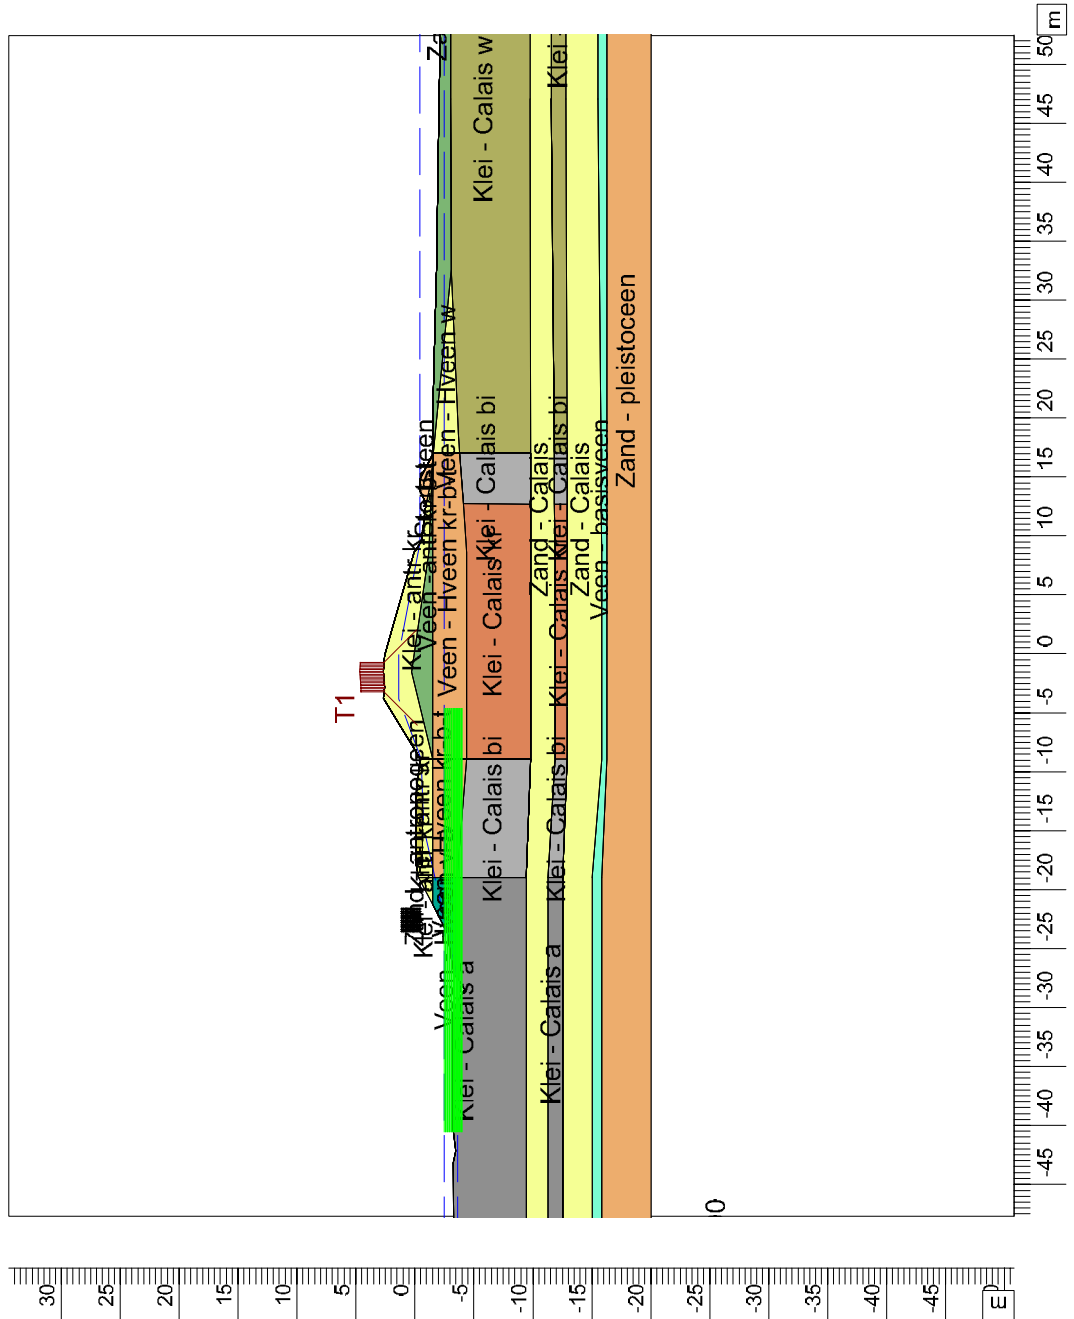 T1
Klei - Calais w
Klei
Veen - Hveen w
Klei - antr kr
Veen - Hveen kr-b
Klei - Calais bi
Klei - Calais kr
Klei - Calais bi
Klei - Calais a
Zand - Calais
Klei - Calais bi
Klei - Calais kr
Klei - Calais bi
Klei - Calais a
Zand - Calais
Veen - basisveen
Zand - pleistoceen
m
50
45
40
35
30
25
20
15
10
5
0
-5
-10
-15
-20
-25
-30
-35
-40
-45
30
25
20
15
10
5
0
-5
-10
-15
-20
-25
-30
-35
-40
-45
m